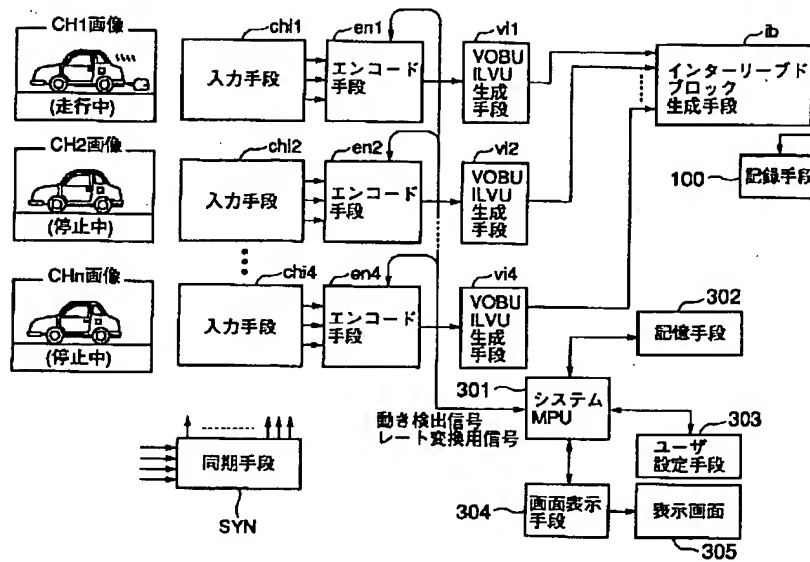 CH1画像
(走行中)
chi1
入力手段
en1
エンコード
手段
vi1
VOBU
ILVU
生成
手段
ib
インターリーブド
ブロック
生成手段
100
記録手段
CH2画像
(停止中)
chi2
入力手段
en2
エンコード
手段
vi2
VOBU
ILVU
生成
手段
CHn画像
(停止中)
chi4
入力手段
en4
エンコード
手段
vi4
VOBU
ILVU
生成
手段
302
記憶手段
301
システム
MPU
動き検出信号
レート変換用信号
303
ユーザ
設定手段
同期手段
SYN
304
画面表示
手段
表示画面
305